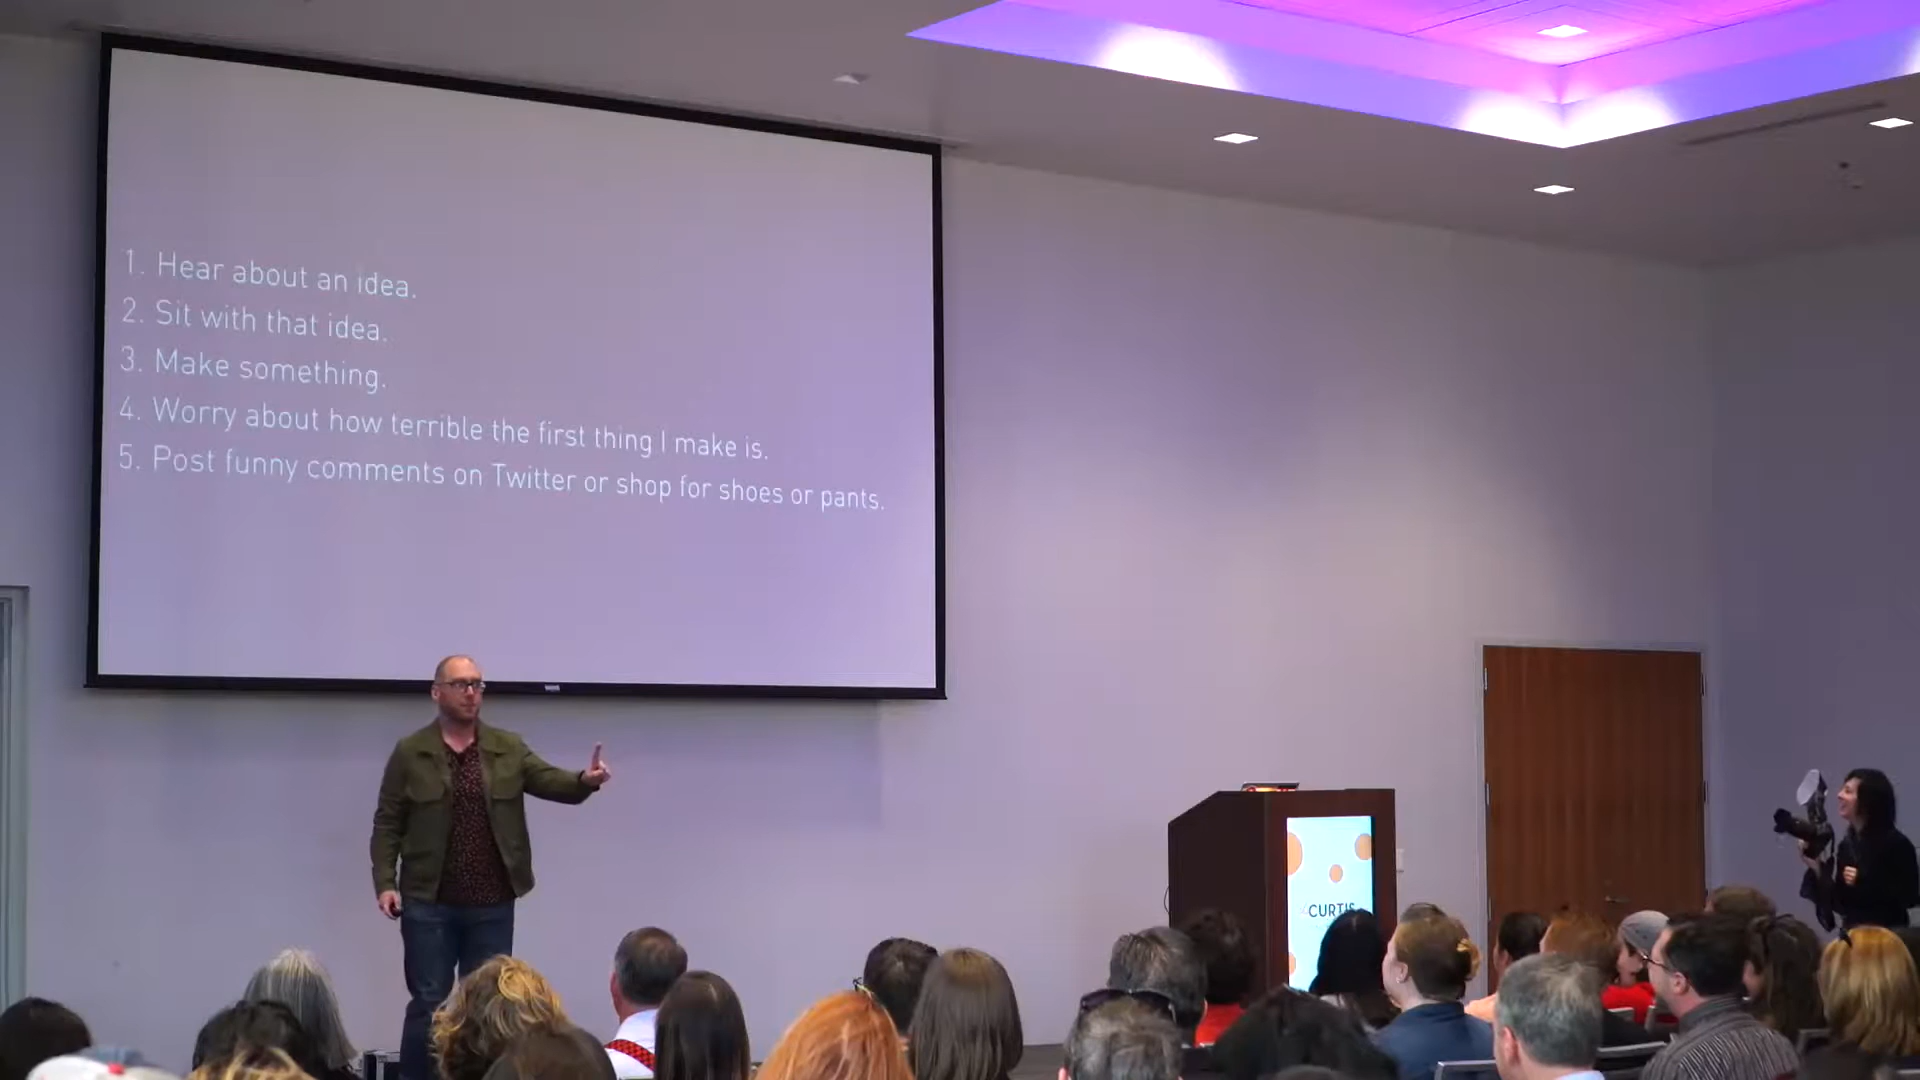 1. Hear about an idea.
2. Sit with that idea.
3. Make something.
4. Worry about how terrible the first thing I make is.
5. Post funny comments on Twitter or shop for shoes or pants.
CURTIS